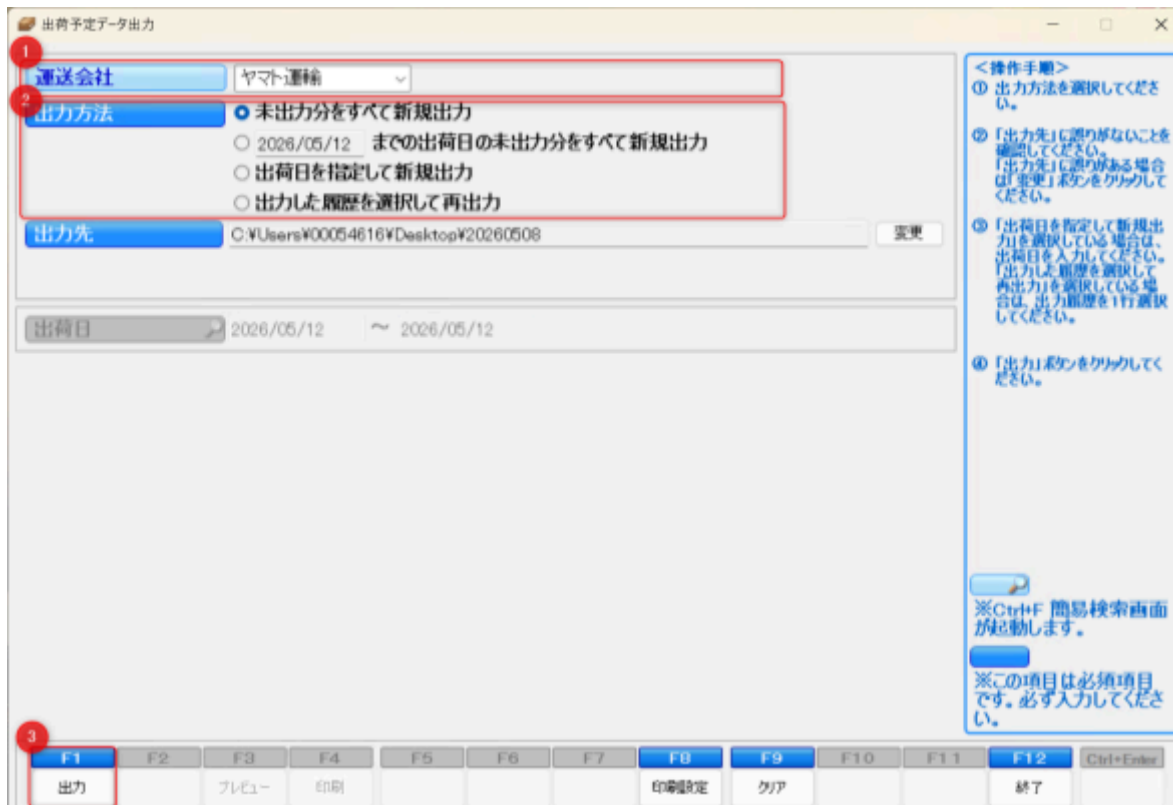 出荷予定データ出力
1
運送会社 ヤマト運輸
2
出力方法 未出力分をすべて新規出力
2026/05/12 までの出荷日の未出力分をすべて新規出力
出荷日を指定して新規出力
出力した履歴を選択して再出力
出力先 C:¥Users¥00054616¥Desktop¥20260508 変更
出荷日 2026/05/12 ～ 2026/05/12
＜操作手順＞
① 出力方法を選択してくださ
い。
② 「出力先」に誤りがないことを
確認してください。
「出力先」に誤りがある場合
は「変更」ボタンをクリックして
ください。
③ 「出荷日を指定して新規出
力」を選択している場合は、
出荷日を入力してください。
「出力した履歴を選択して
再出力」を選択している場
合は、出力履歴を1行選択
してください。
④ 「出力」ボタンをクリックしてく
ださい。
※Ctrl+F 簡易検索画面
が起動します。
※この項目は必須項目
です。必ず入力してくださ
い。
3
F1 F2 F3 F4 F5 F6 F7 F8 F9 F10 F11 F12 Ctrl+Enter
出力 プレビュー 印刷 印刷設定 クリア 終了